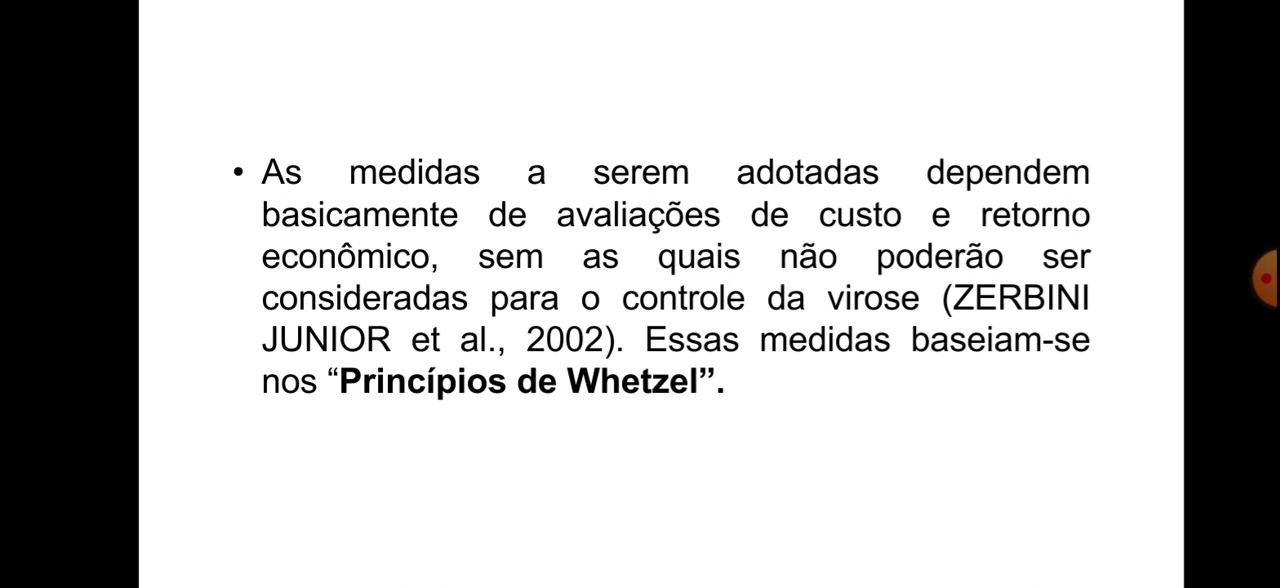 • As medidas a serem adotadas dependem
basicamente de avaliações de custo e retorno
econômico, sem as quais não poderão ser
consideradas para o controle da virose (ZERBINI
JUNIOR et al., 2002). Essas medidas baseiam-se
nos “Princípios de Whetzel”.